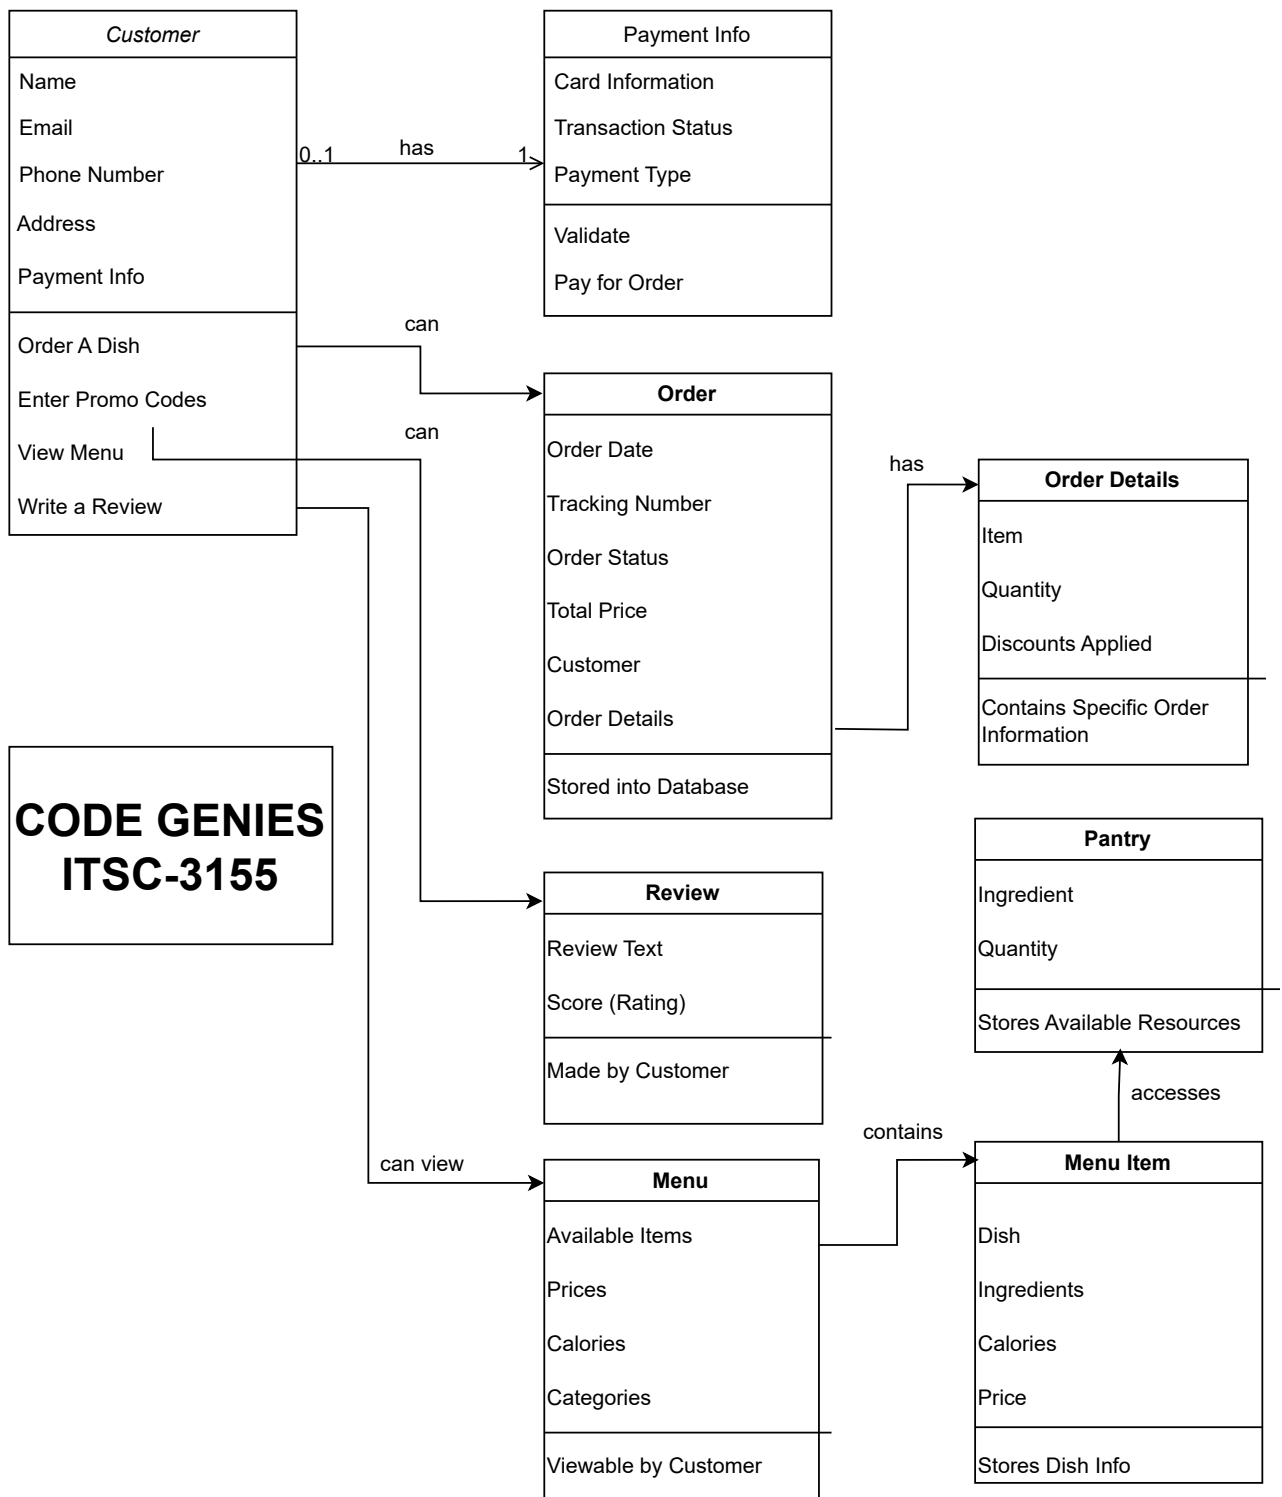 Customer
Name
Email
Phone Number
Address
Payment Info
Order A Dish
Enter Promo Codes
View Menu
Write a Review
0..1
has
1
Payment Info
Card Information
Transaction Status
Payment Type
Validate
Pay for Order
can
can
Order
Order Date
Tracking Number
Order Status
Total Price
Customer
Order Details
Stored into Database
has
Order Details
Item
Quantity
Discounts Applied
Contains Specific Order
Information
CODE GENIES
ITSC-3155
Review
Review Text
Score (Rating)
Made by Customer
Pantry
Ingredient
Quantity
Stores Available Resources
accesses
can view
Menu
Available Items
Prices
Calories
Categories
Viewable by Customer
contains
Menu Item
Dish
Ingredients
Calories
Price
Stores Dish Info